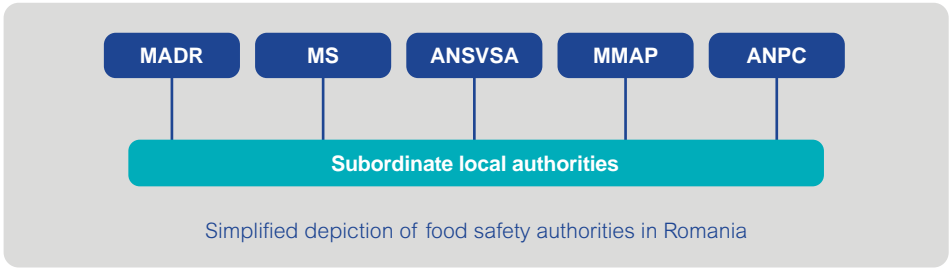 MADR
MS
ANSVSA
MMAP
ANPC
Subordinate local authorities
Simplified depiction of food safety authorities in Romania